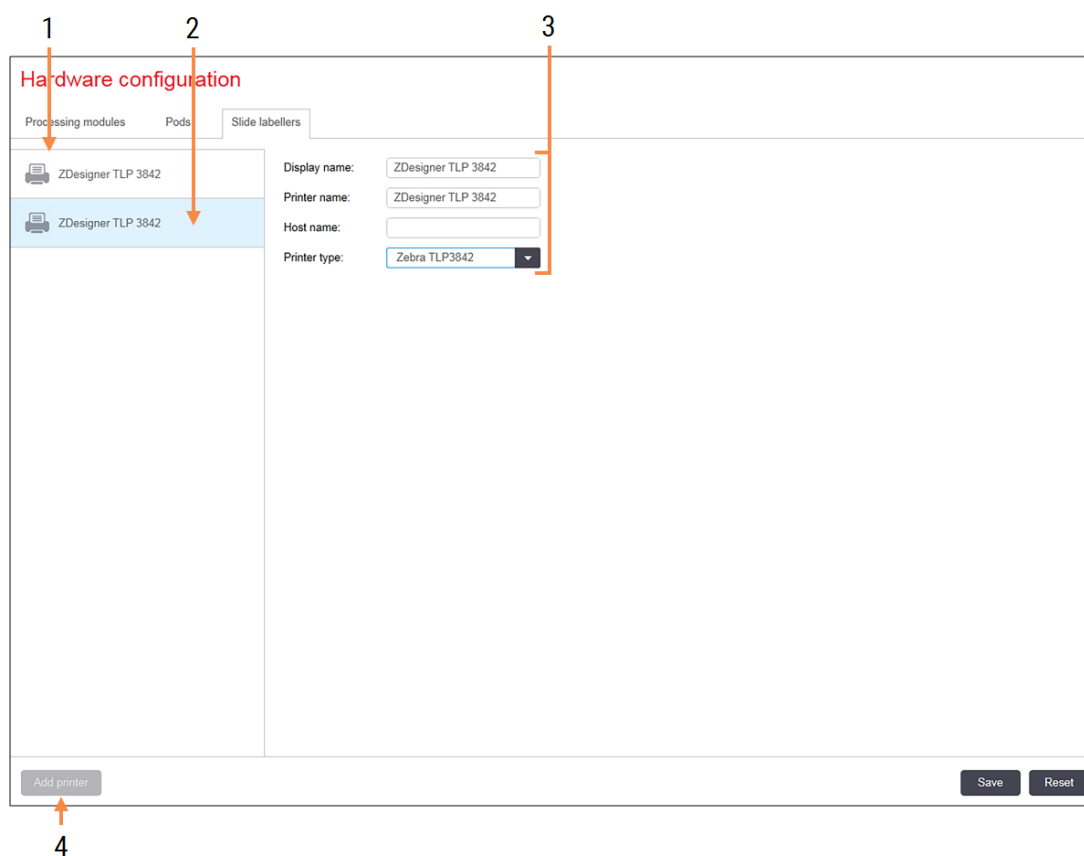 1 2 3
Hardware configuration
Processing modules Pods Slide labellers
ZDesigner TLP 3842
ZDesigner TLP 3842
Display name: ZDesigner TLP 3842
Printer name: ZDesigner TLP 3842
Host name:
Printer type: Zebra TLP3842
Add printer Save Reset
4